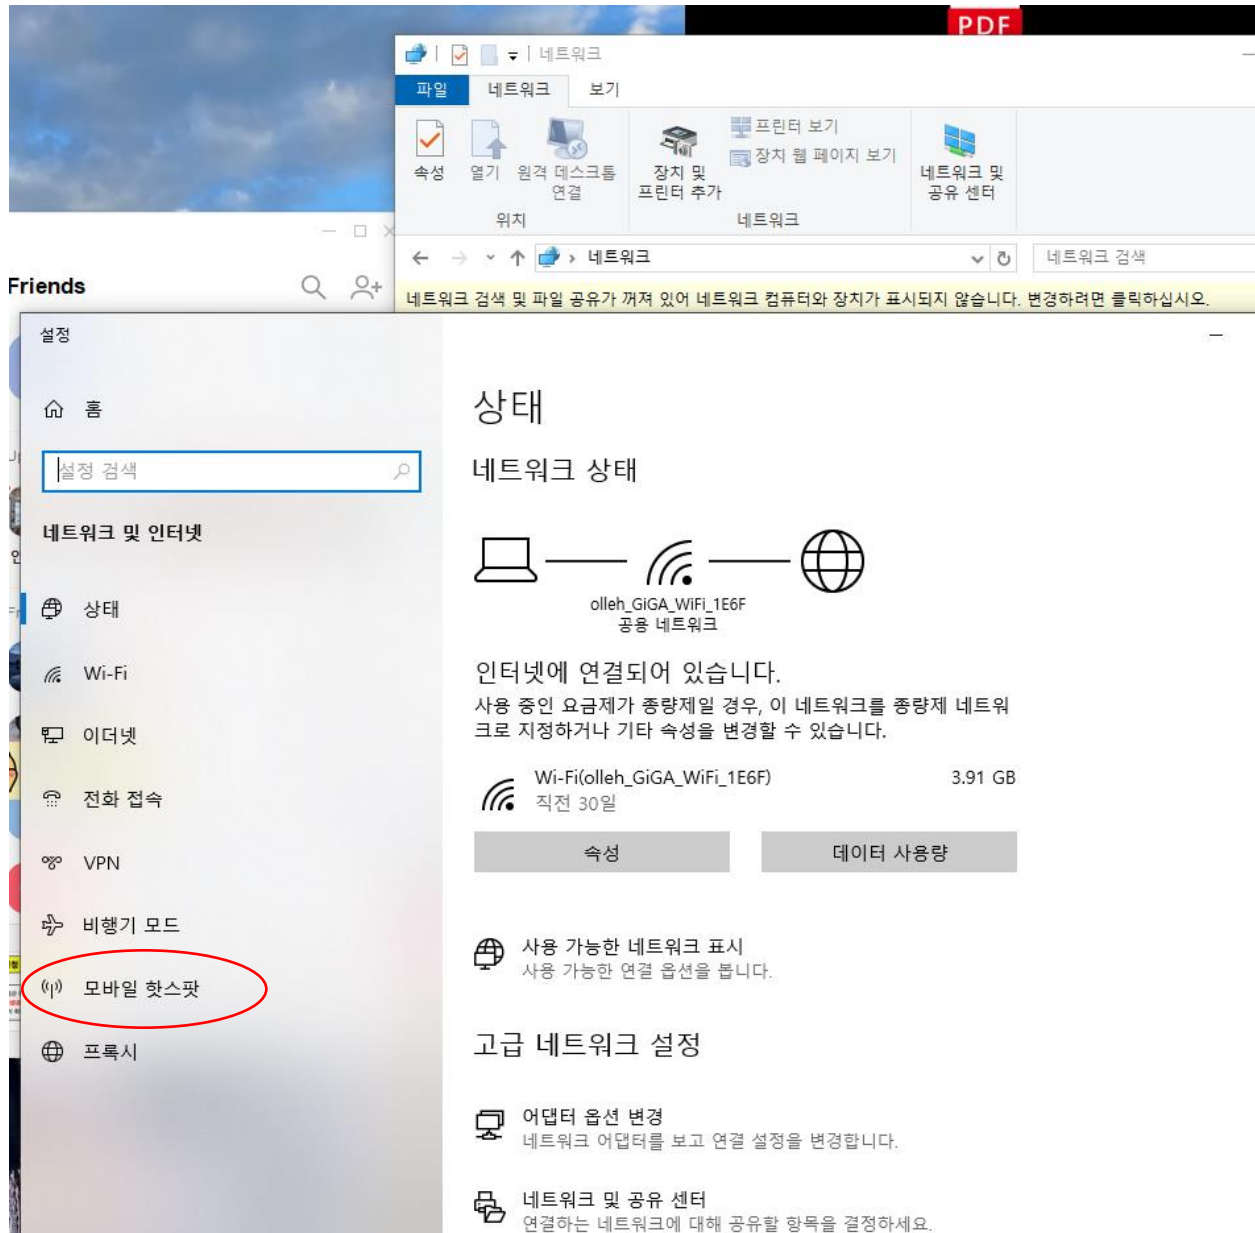 PDF
네트워크
파일 네트워크 보기
속성 열기 원격 데스크톱 연결 장치 및 프린터 추가 프린터 보기 장치 웹 페이지 보기 네트워크 및 공유 센터
위치 네트워크
네트워크 네트워크 검색
네트워크 검색 및 파일 공유가 꺼져 있어 네트워크 컴퓨터와 장치가 표시되지 않습니다. 변경하려면 클릭하십시오.
Friends
설정
홈
설정 검색
네트워크 및 인터넷
상태
Wi-Fi
이더넷
전화 접속
VPN
비행기 모드
모바일 핫스팟
프록시
상태
네트워크 상태
olleh_GiGA_WiFi_1E6F
공용 네트워크
인터넷에 연결되어 있습니다.
사용 중인 요금제가 종량제일 경우, 이 네트워크를 종량제 네트워
크로 지정하거나 기타 속성을 변경할 수 있습니다.
Wi-Fi(olleh_GiGA_WiFi_1E6F) 3.91 GB
직전 30일
속성 데이터 사용량
사용 가능한 네트워크 표시
사용 가능한 연결 옵션을 봅니다.
고급 네트워크 설정
어댑터 옵션 변경
네트워크 어댑터를 보고 연결 설정을 변경합니다.
네트워크 및 공유 센터
연결하는 네트워크에 대해 공유할 항목을 결정하세요.